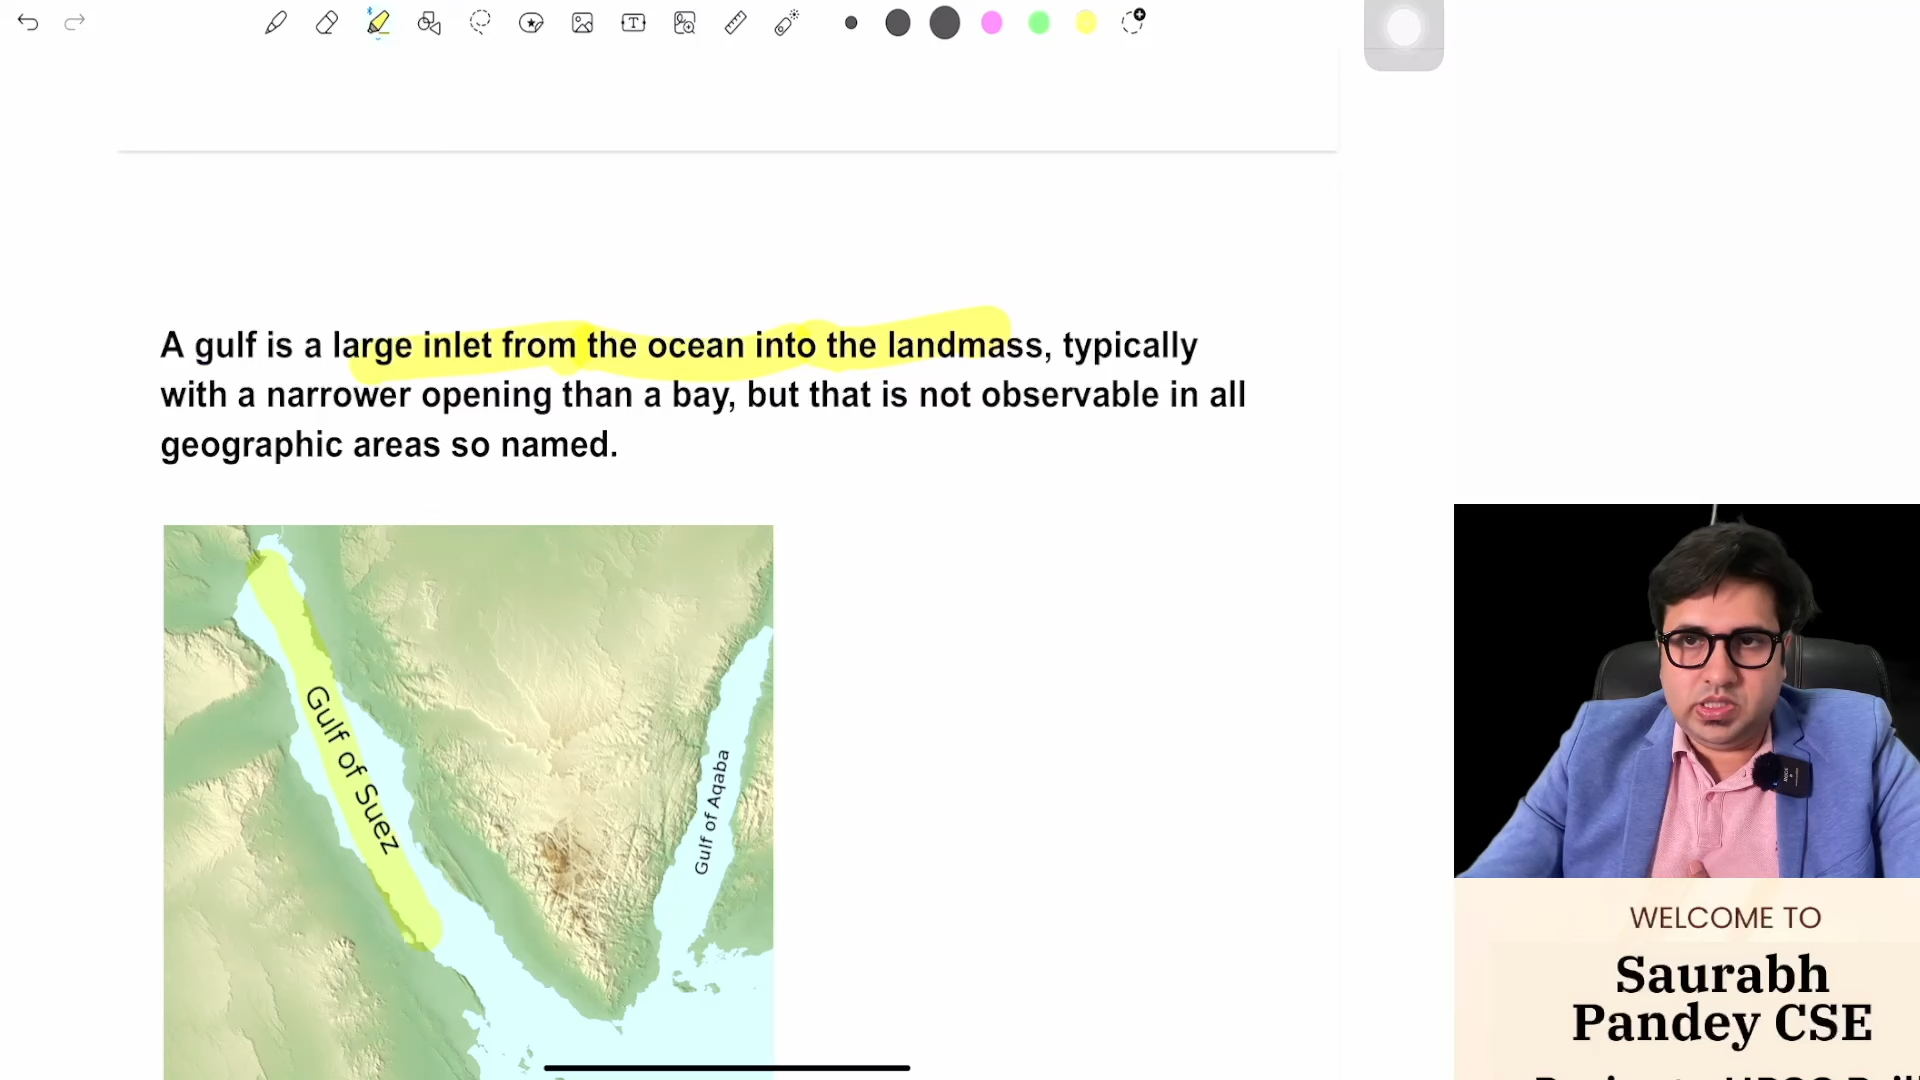 A gulf is a large inlet from the ocean into the landmass, typically
with a narrower opening than a bay, but that is not observable in all
geographic areas so named.
Gulf of Suez
Gulf of Aqaba
WELCOME TO
Saurabh
Pandey CSE